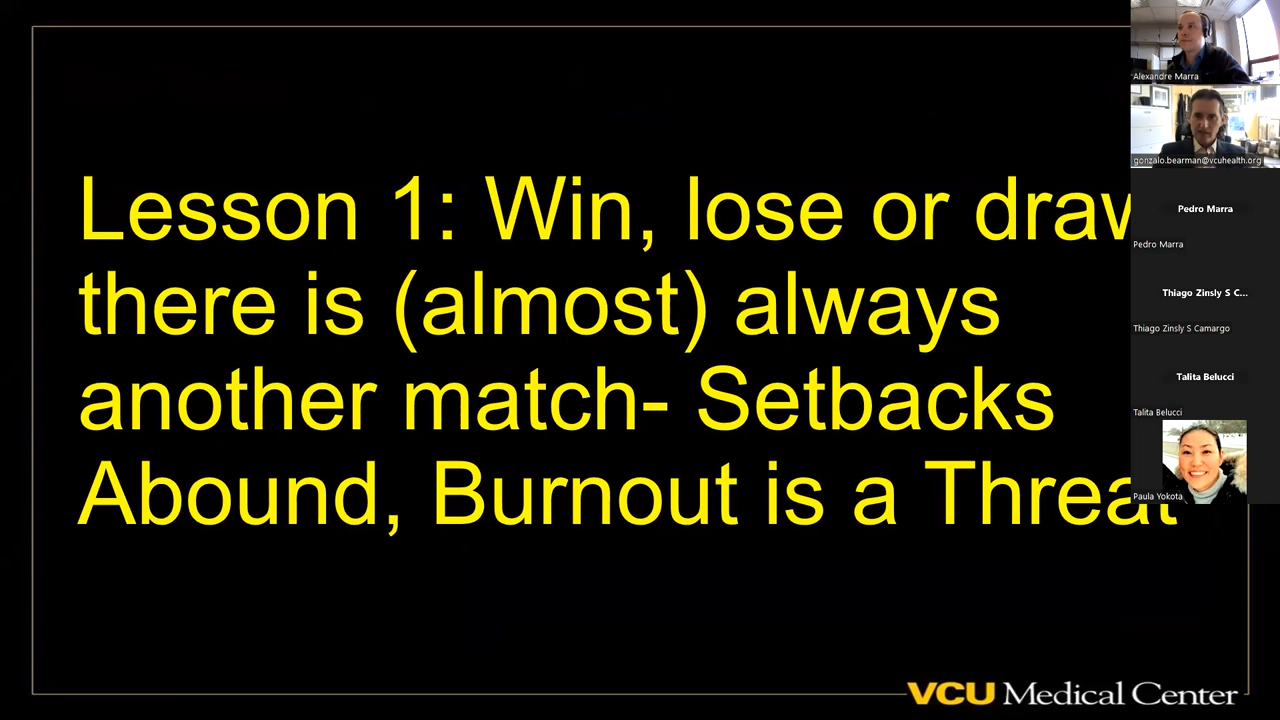 Lesson 1: Win, lose or draw
there is (almost) always
another match- Setbacks
Abound, Burnout is a Threat
VCU Medical Center
Alexandre Marra
gonzalo.bearman@vcuhealth.org
Pedro Marra
Pedro Marra
Thiago Zinsly S C...
Thiago Zinsly S Camargo
Talita Belucci
Talita Belucci
Paula Yokota